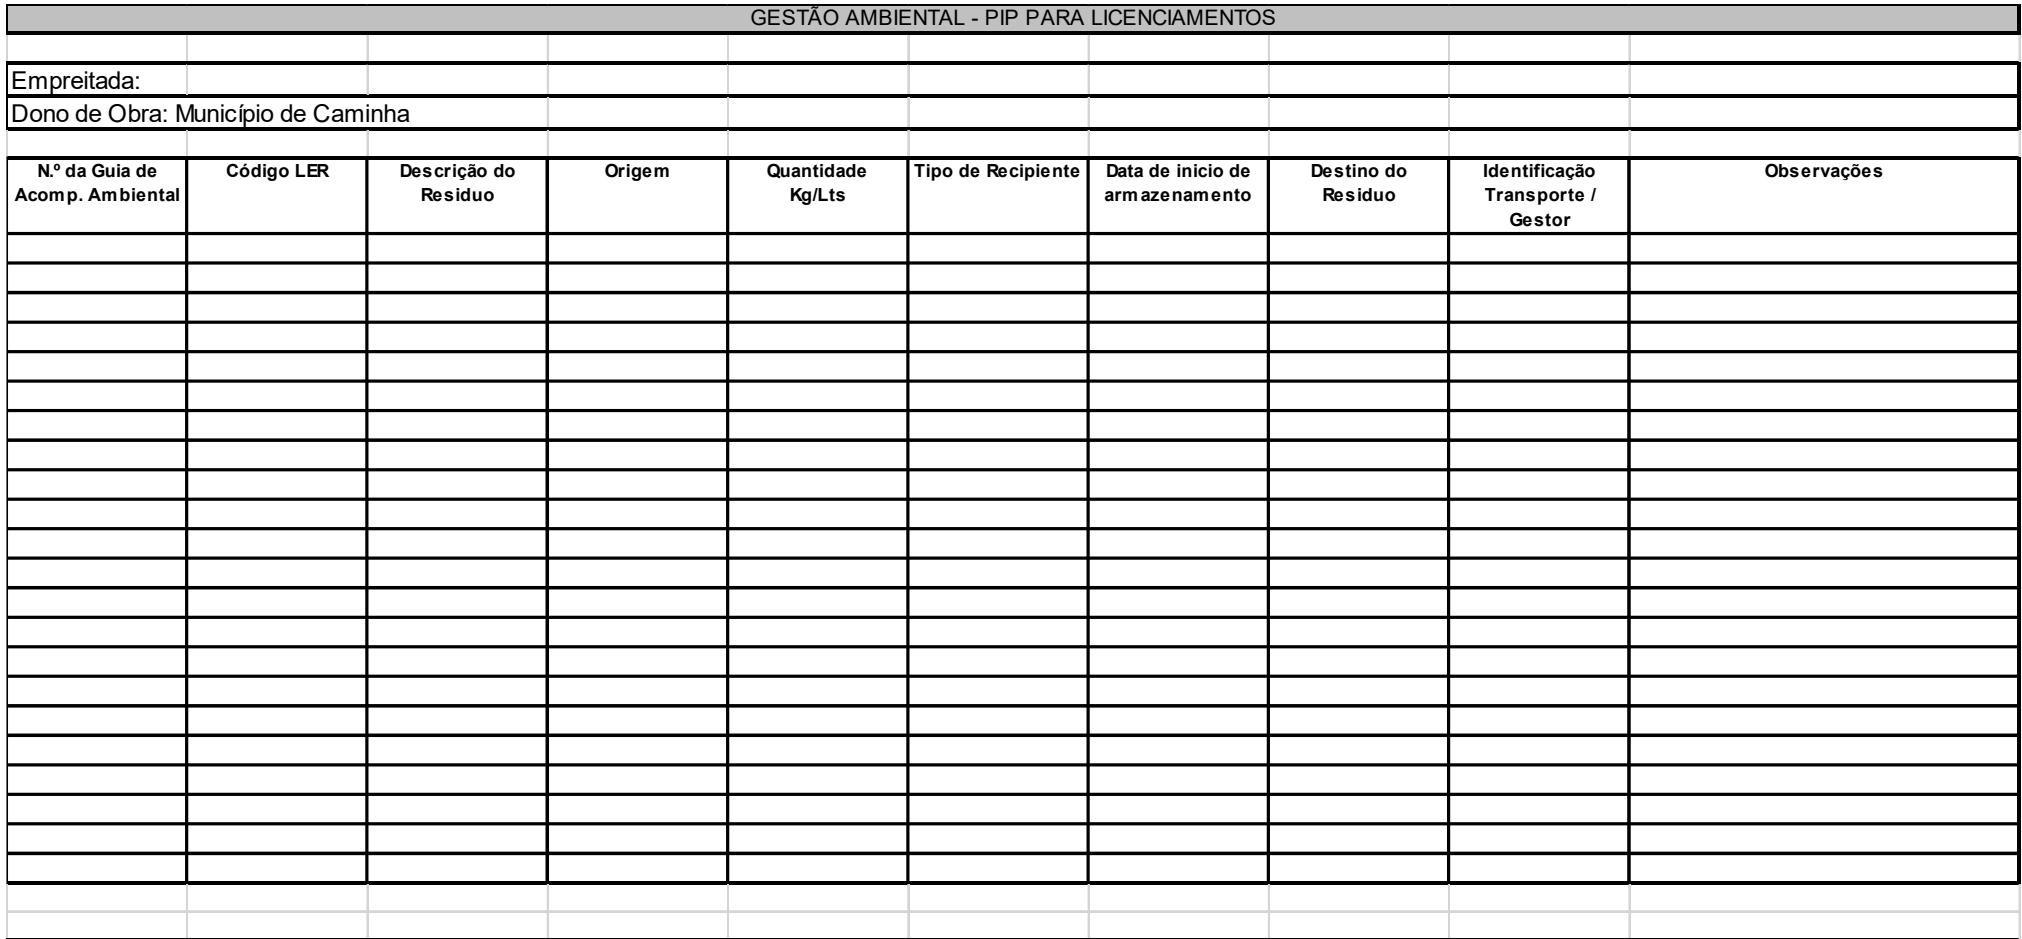 GESTÃO AMBIENTAL - PIP PARA LICENCIAMENTOS
Empreitada:
Dono de Obra: Município de Caminha
N.º da Guia de Acomp. Ambiental
Código LER
Descrição do Residuo
Origem
Quantidade Kg/Lts
Tipo de Recipiente
Data de inicio de armazenamento
Destino do Residuo
Identificação Transporte / Gestor
Observações